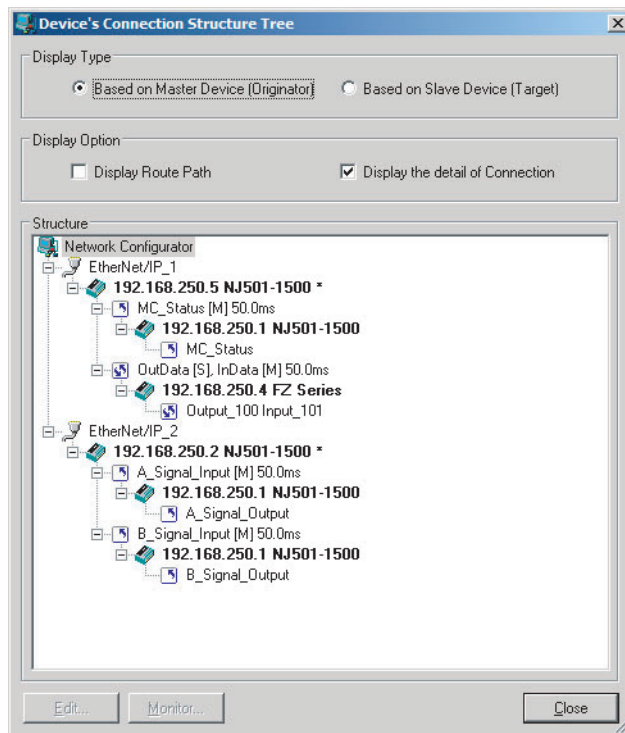 Device's Connection Structure Tree
Display Type
Based on Master Device (Originator)
Based on Slave Device (Target)
Display Option
Display Route Path
Display the detail of Connection
Structure
Network Configurator
EtherNet/IP_1
192.168.250.5 NJ501-1500 *
MC_Status [M] 50.0ms
192.168.250.1 NJ501-1500
MC_Status
OutData [S], InData [M] 50.0ms
192.168.250.4 FZ Series
Output_100 Input_101
EtherNet/IP_2
192.168.250.2 NJ501-1500 *
A_Signal_Input [M] 50.0ms
192.168.250.1 NJ501-1500
A_Signal_Output
B_Signal_Input [M] 50.0ms
192.168.250.1 NJ501-1500
B_Signal_Output
Edit...
Monitor...
Close